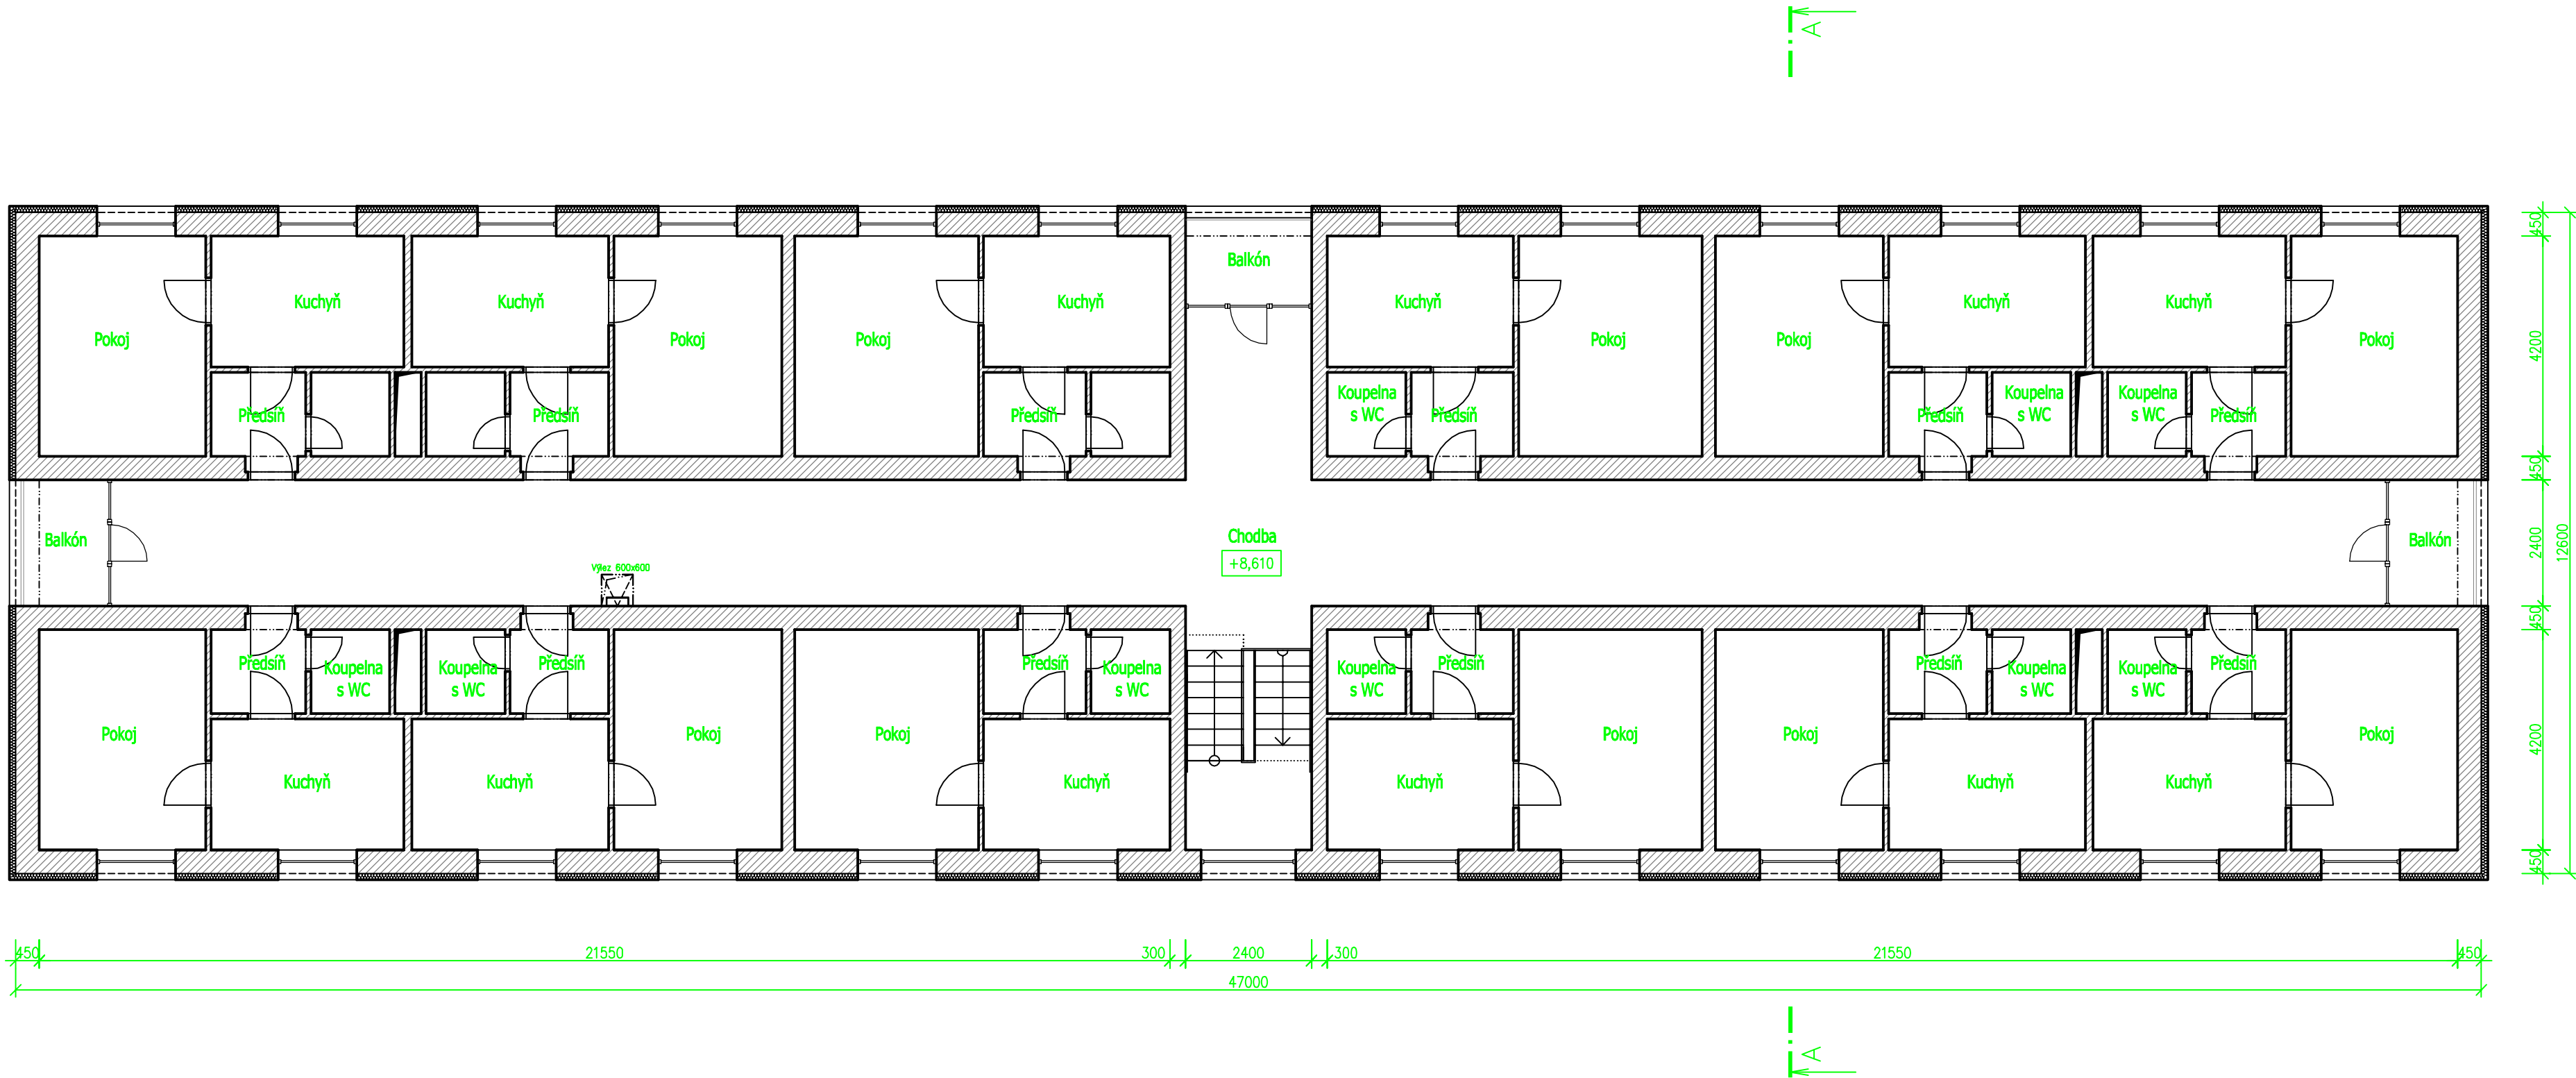 A
Balkón
Kuchyň
Kuchyň
Kuchyň
Kuchyň
Kuchyň
Kuchyň
Pokoj
Pokoj
Pokoj
Pokoj
Pokoj
Pokoj
Koupelna
s WC
Koupelna
s WC
Koupelna
s WC
Předsíň
Předsíň
Předsíň
Předsíň
Předsíň
Předsíň
Balkón
Chodba
+8,610
Balkón
Výlez 600x600
Předsíň
Koupelna
s WC
Koupelna
s WC
Předsíň
Předsíň
Koupelna
s WC
Koupelna
s WC
Předsíň
Předsíň
Koupelna
s WC
Koupelna
s WC
Předsíň
Pokoj
Pokoj
Pokoj
Pokoj
Pokoj
Pokoj
Kuchyň
Kuchyň
Kuchyň
Kuchyň
Kuchyň
Kuchyň
450
4200
450
2400
450
4200
450
12600
450
21550
300
2400
300
21550
450
47000
A